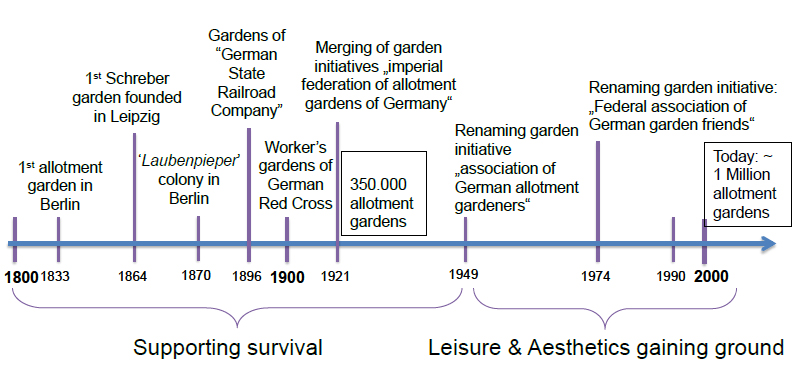 1st allotment
garden in
Berlin
1st Schreber
garden founded
in Leipzig
‘Laubenpieper’
colony in
Berlin
Gardens of
“German
State
Railroad
Company”
Worker’s
gardens of
German
Red Cross
Merging of garden
initiatives „imperial
federation of allotment
gardens of Germany“
350.000
allotment
gardens
Renaming garden
initiative
„association of
German allotment
gardeners“
Renaming garden initiative:
„Federal association of
German garden friends“
Today: ~
1 Million
allotment
gardens
1800 1833 1864 1870 1896 1900 1921 1949 1974 1990 2000
Supporting survival
Leisure & Aesthetics gaining ground